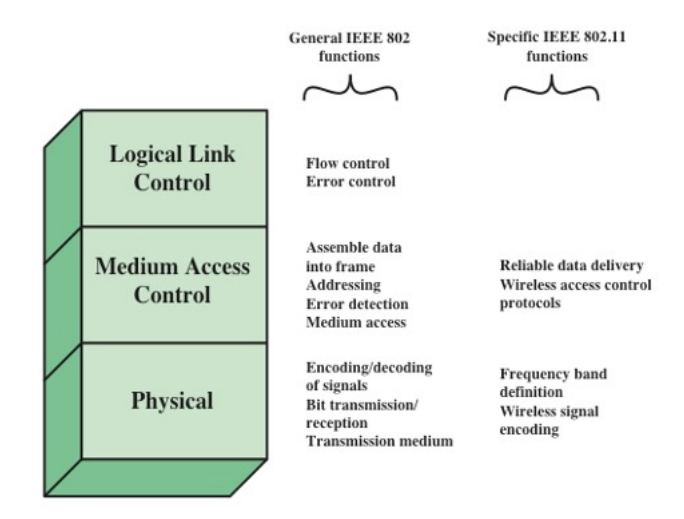 General IEEE 802
functions
Specific IEEE 802.11
functions
Logical Link
Control
Flow control
Error control
Medium Access
Control
Assemble data
into frame
Addressing
Error detection
Medium access
Reliable data delivery
Wireless access control
protocols
Physical
Encoding/decoding
of signals
Bit transmission/
reception
Transmission medium
Frequency band
definition
Wireless signal
encoding